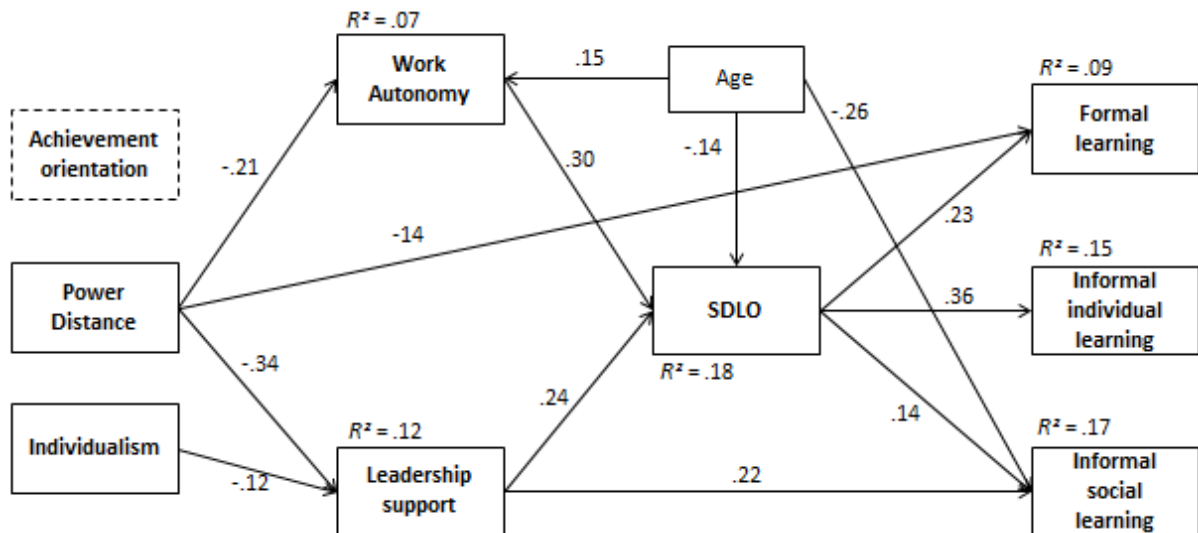 R² = .07
Work
Autonomy
.15
Age
R² = .09
Formal
learning
Achievement
orientation
-.26
-.14
-.21
.30
-14
.23
R² = .15
Power
Distance
SDLO
.36
Informal
individual
learning
-.34
R² = .18
.24
.14
Individualism
R² = .12
R² = .17
-.12
Leadership
support
.22
Informal
social
learning